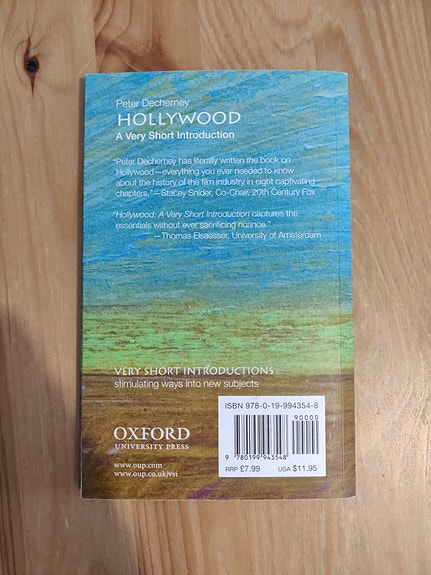 Peter Decherney
HOLLYWOOD
A Very Short Introduction
"Peter Decherney has literally written the book on
Hollywood—everything you ever needed to know
about the history of the film industry in eight captivating
chapters."—Stacey Snider, Co-Chair, 20th Century Fox
"Hollywood: A Very Short Introduction captures the
essentials without ever sacrificing nuance."
—Thomas Elsaesser, University of Amsterdam
VERY SHORT INTRODUCTIONS
stimulating ways into new subjects
ISBN 978-0-19-994354-8
90000
9 780199 943548
RRP £7.99 USA $11.95
OXFORD
UNIVERSITY PRESS
www.oup.com
www.oup.co.uk/vsi